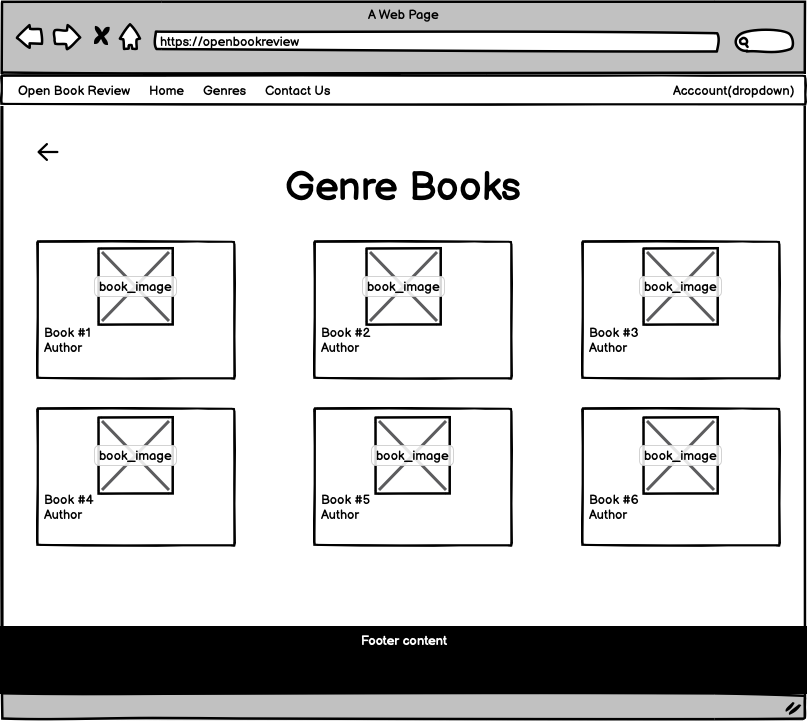 A Web Page
https://openbookreview
Open Book Review Home Genres Contact Us Acccount(dropdown)
Genre Books
book_image book_image book_image
Book #1 Book #2 Book #3
Author Author Author
book_image book_image book_image
Book #4 Book #5 Book #6
Author Author Author
Footer content